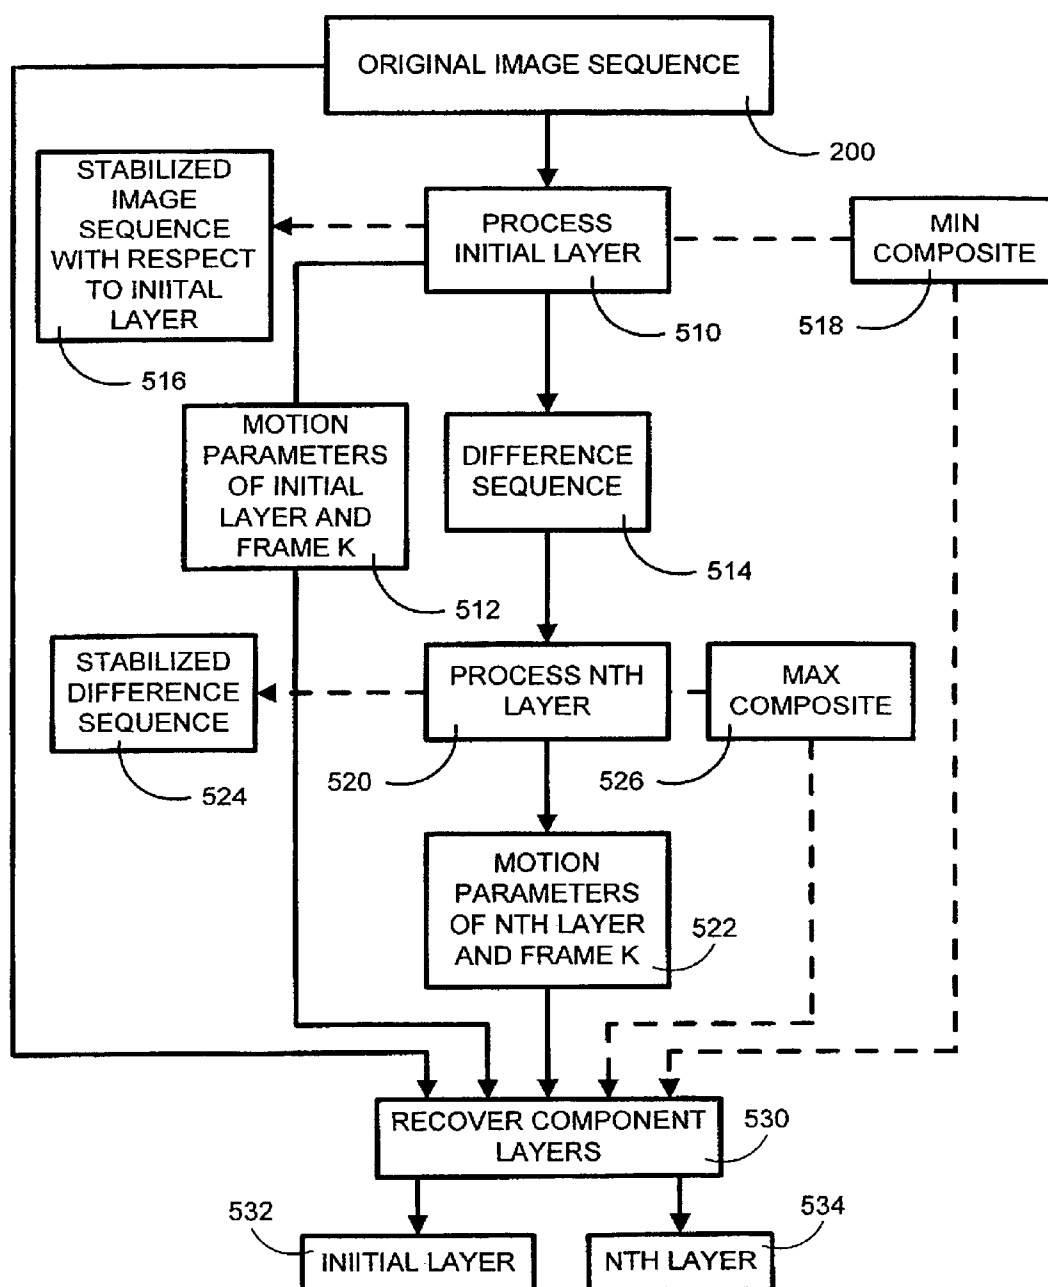 ORIGINAL IMAGE SEQUENCE
200
STABILIZED
IMAGE
SEQUENCE
WITH RESPECT
TO INIITAL
LAYER
516
PROCESS
INITIAL LAYER
510
MIN
COMPOSITE
518
MOTION
PARAMETERS
OF INITIAL
LAYER AND
FRAME K
512
DIFFERENCE
SEQUENCE
514
STABILIZED
DIFFERENCE
SEQUENCE
524
PROCESS NTH
LAYER
520
MAX
COMPOSITE
526
MOTION
PARAMETERS
OF NTH LAYER
AND FRAME K
522
RECOVER COMPONENT
LAYERS
530
532
INIITIAL LAYER
534
NTH LAYER